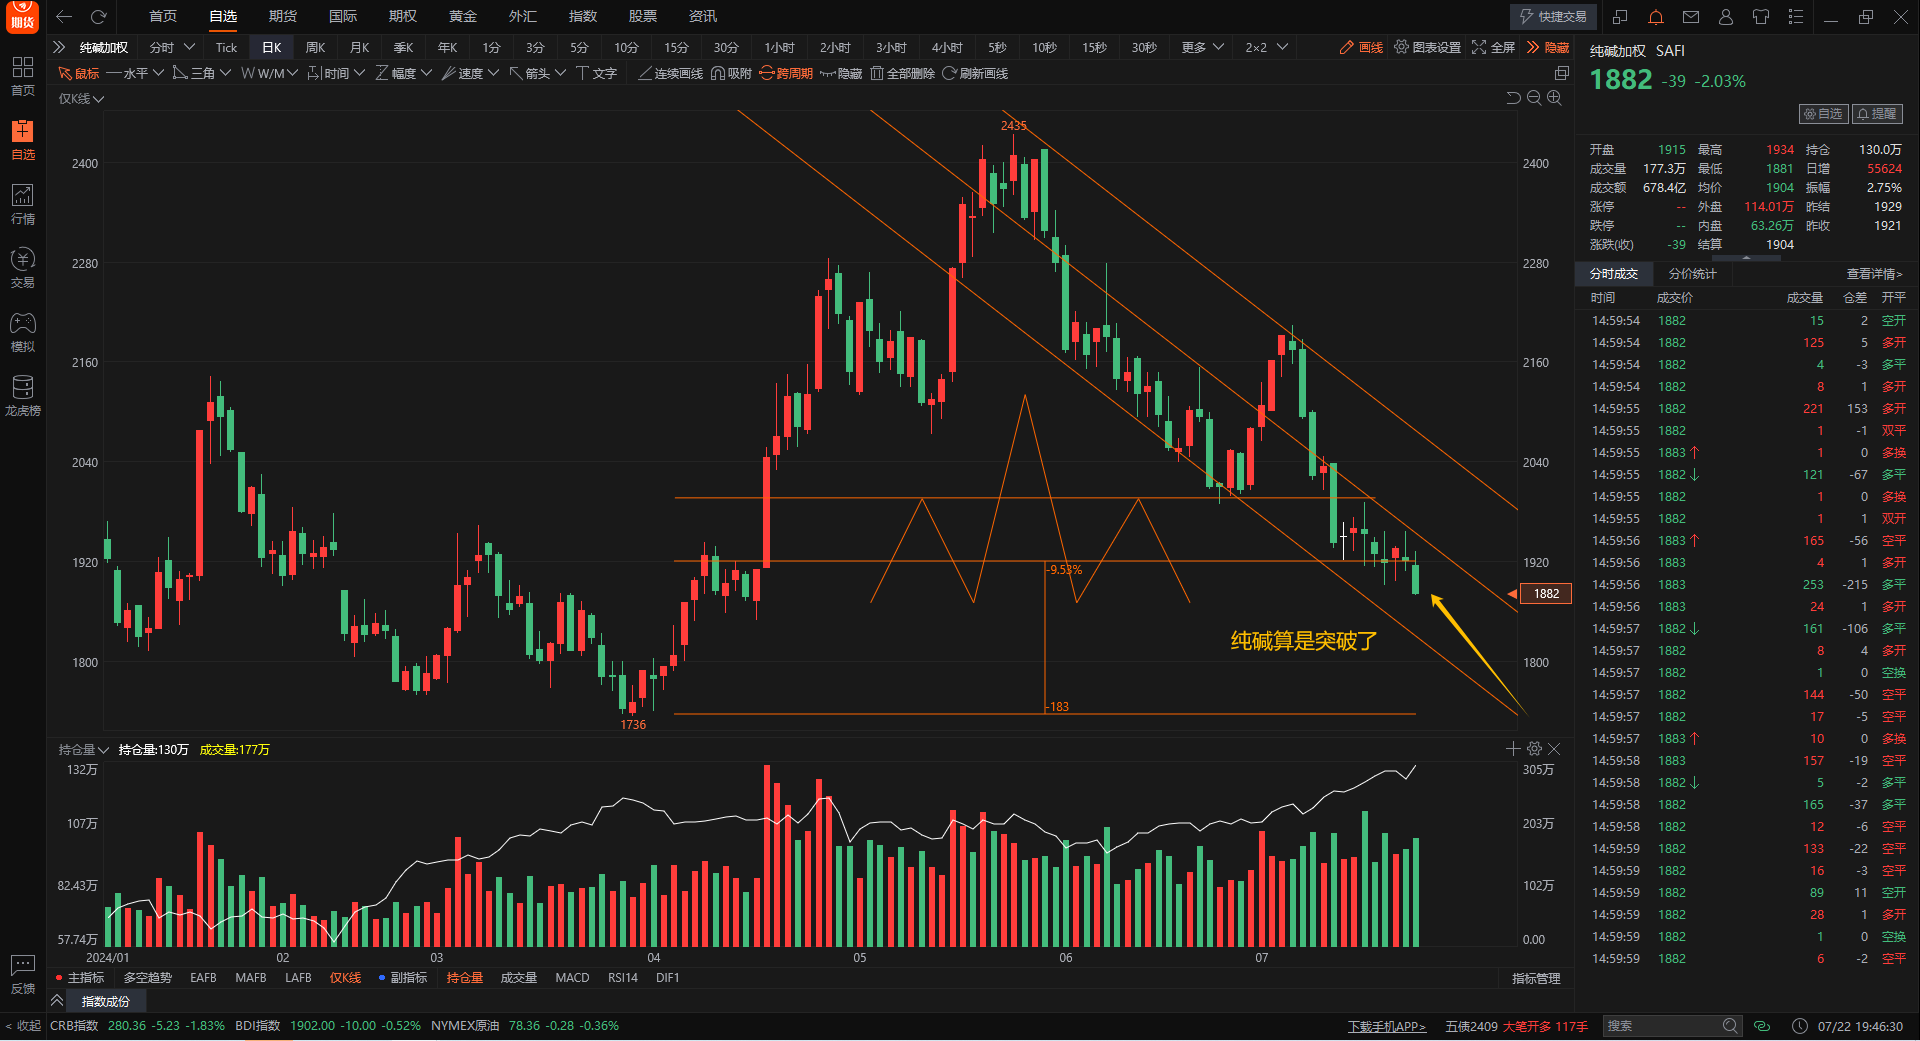 期货 首页 自选 期货 国际 期权 黄金 外汇 指数 股票 资讯 快捷交易
纯碱加权 分时 Tick 日K 周K 月K 季K 年K 1分 3分 5分 10分 15分 30分 1小时 2小时 3小时 4小时 5秒 10秒 15秒 30秒 更多 2×2 画线 图表设置 全屏 隐藏
鼠标 水平 三角 W W/M 时间 幅度 速度 箭头 文字 连续画线 吸附 跨周期 隐藏 全部删除 刷新画线
仅K线
首页
自选
行情
交易
模拟
龙虎榜
反馈
< 收起
2435
2400 2400
2280 2280
2160 2160
2040 2040
1920 1920
-9.53%
1882
纯碱算是突破了
1800 1800
-183
1736
持仓量 持仓量:130万 成交量:177万
132万 305万
107万 203万
82.43万 102万
57.74万 0.00
2024/01 02 03 04 05 06 07
主指标 多空趋势 EAFB MAFB LAFB 仅K线 副指标 持仓量 成交量 MACD RSI14 DIF1 指标管理
指数成份
纯碱加权 SAFI
1882 -39 -2.03%
自选 提醒
开盘 1915 最高 1934 持仓 130.0万
成交量 177.3万 最低 1881 日增 55624
成交额 678.4亿 均价 1904 振幅 2.75%
涨停 -- 外盘 114.01万 昨结 1929
跌停 -- 内盘 63.26万 昨收 1921
涨跌(收) -39 结算 1904
分时成交 分价统计 查看详情>
时间 成交价 成交量 仓差 开平
14:59:54 1882 15 2 空开
14:59:54 1882 125 5 多开
14:59:54 1882 4 -3 多平
14:59:54 1882 8 1 多开
14:59:55 1882 221 153 多开
14:59:55 1882 1 -1 双平
14:59:55 1883↑ 1 0 多换
14:59:55 1882↓ 121 -67 多平
14:59:55 1882 1 0 多换
14:59:55 1882 1 1 双开
14:59:56 1883↑ 165 -56 空平
14:59:56 1883 4 1 多开
14:59:56 1883 253 -215 多平
14:59:56 1883 24 1 多开
14:59:57 1882↓ 161 -106 多平
14:59:57 1882 8 4 多开
14:59:57 1882 1 0 空换
14:59:57 1882 144 -50 空平
14:59:57 1882 17 -5 空平
14:59:57 1883↑ 10 0 多换
14:59:58 1883 157 -19 空平
14:59:58 1882↓ 5 -2 多平
14:59:58 1882 165 -37 多平
14:59:58 1882 12 -6 空平
14:59:59 1882 133 -22 空平
14:59:59 1882 16 -3 空平
14:59:59 1882 89 11 空开
14:59:59 1882 28 1 多开
14:59:59 1882 1 0 空换
14:59:59 1882 6 -2 空平
CRB指数 280.36 -5.23 -1.83% BDI指数 1902.00 -10.00 -0.52% NYMEX原油 78.36 -0.28 -0.36% 下载手机APP> 五债2409 大笔开多 117手 搜索 07/22 19:46:30